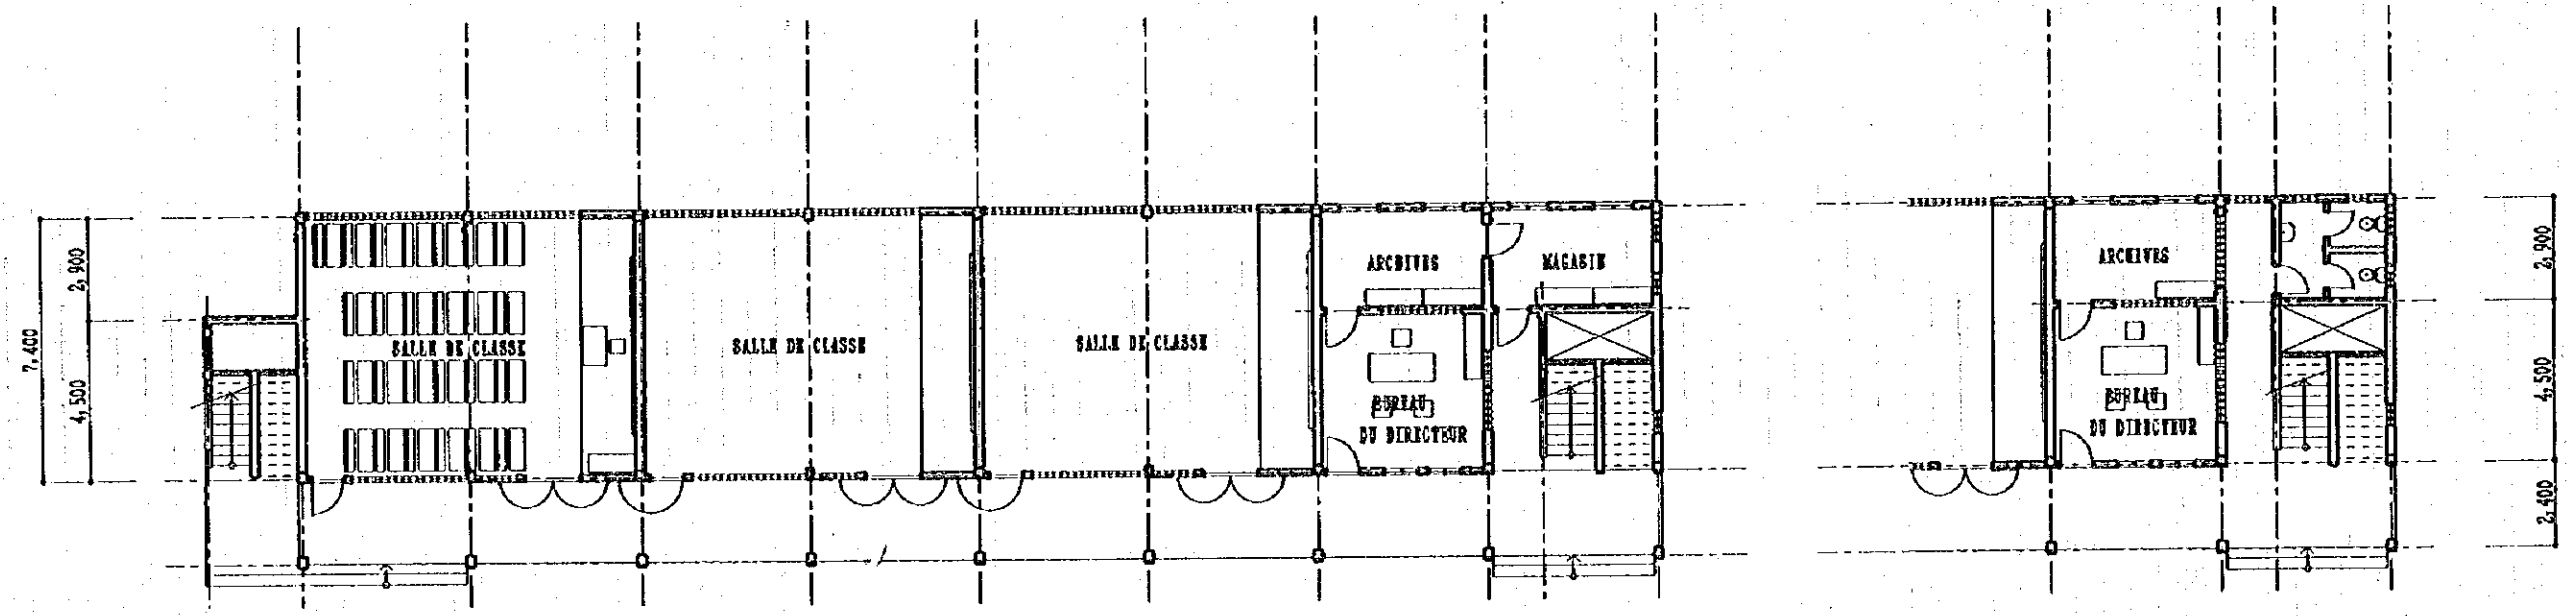 7,400
2,900
4,500
SALLE DE CLASSE
SALLE DE CLASSE
SALLE DE CLASSE
ARCHIVES
BUREAU
DU DIRECTEUR
MAGASIN
ARCHIVES
BUREAU
DU DIRECTEUR
2,900
4,500
2,400